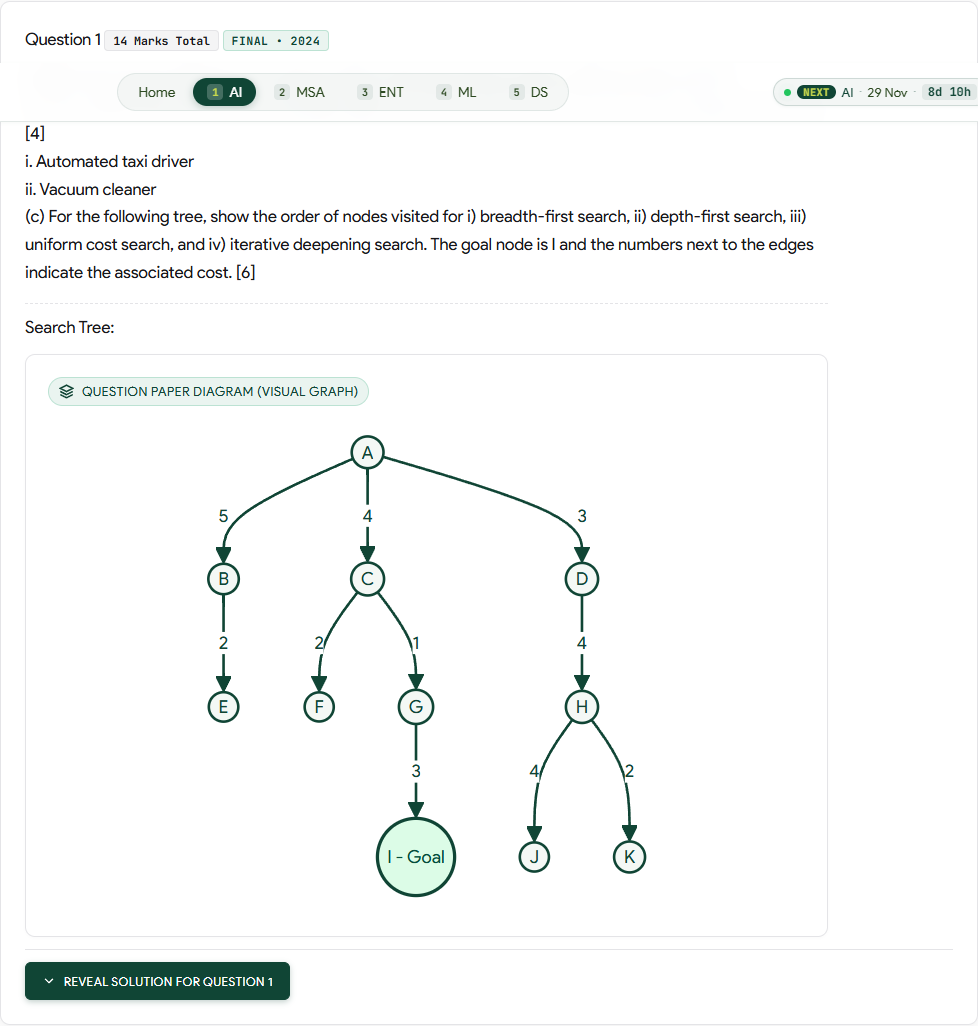 Question 1 14 Marks Total FINAL • 2024
Home 1 AI 2 MSA 3 ENT 4 ML 5 DS NEXT AI · 29 Nov · 8d 10h
[4]
i. Automated taxi driver
ii. Vacuum cleaner
(c) For the following tree, show the order of nodes visited for i) breadth-first search, ii) depth-first search, iii)
uniform cost search, and iv) iterative deepening search. The goal node is I and the numbers next to the edges
indicate the associated cost. [6]
Search Tree:
QUESTION PAPER DIAGRAM (VISUAL GRAPH)
A
5 4 3
B C D
2 2 1 4
E F G H
3 4 2
I - Goal J K
REVEAL SOLUTION FOR QUESTION 1